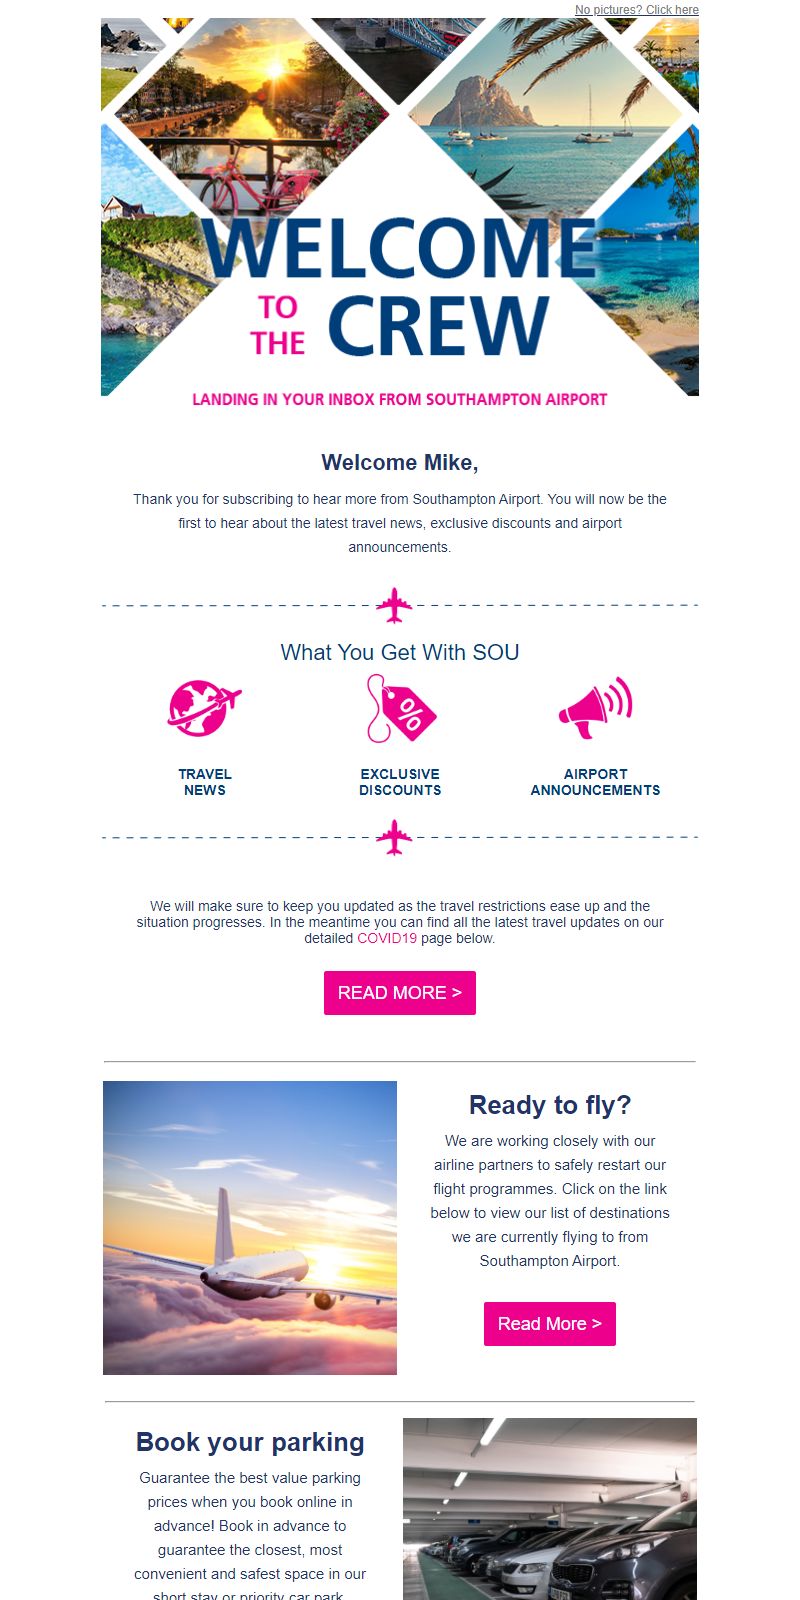 No pictures? Click here
WELCOME
TO THE CREW
LANDING IN YOUR INBOX FROM SOUTHAMPTON AIRPORT
Welcome Mike,
Thank you for subscribing to hear more from Southampton Airport. You will now be the
first to hear about the latest travel news, exclusive discounts and airport
announcements.
What You Get With SOU
%
TRAVEL
NEWS
EXCLUSIVE
DISCOUNTS
AIRPORT
ANNOUNCEMENTS
We will make sure to keep you updated as the travel restrictions ease up and the
situation progresses. In the meantime you can find all the latest travel updates on our
detailed COVID19 page below.
READ MORE >
Ready to fly?
We are working closely with our
airline partners to safely restart our
flight programmes. Click on the link
below to view our list of destinations
we are currently flying to from
Southampton Airport.
Read More >
Book your parking
Guarantee the best value parking
prices when you book online in
advance! Book in advance to
guarantee the closest, most
convenient and safest space in our
short stay or priority car park.